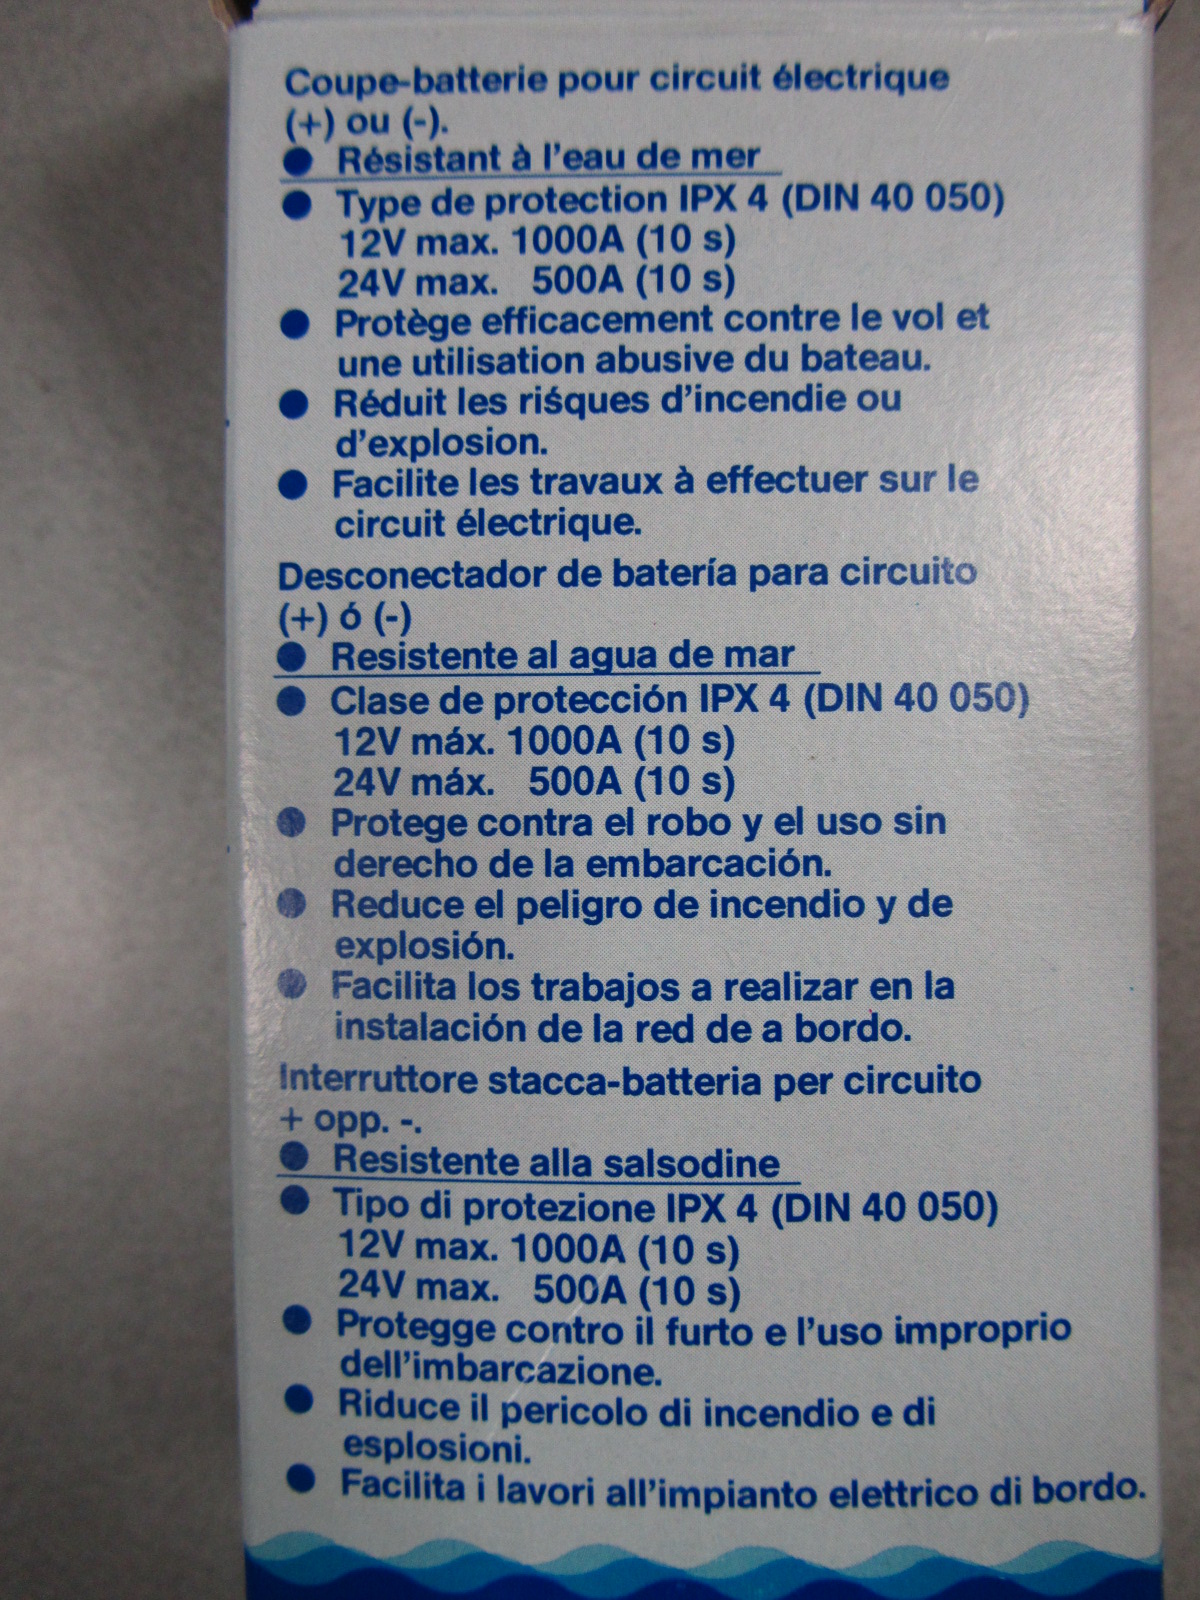 Coupe-batterie pour circuit électrique
(+) ou (-).
● Résistant à l'eau de mer
● Type de protection IPX 4 (DIN 40 050)
12V max. 1000A (10 s)
24V max. 500A (10 s)
● Protège efficacement contre le vol et
une utilisation abusive du bateau.
● Réduit les riśques d'incendie ou
d'explosion.
● Facilite les travaux à effectuer sur le
circuit électrique.
Desconectador de batería para circuito
(+) ó (-)
● Resistente al agua de mar
● Clase de protección IPX 4 (DIN 40 050)
12V máx. 1000A (10 s)
24V máx. 500A (10 s)
● Protege contra el robo y el uso sin
derecho de la embarcación.
● Reduce el peligro de incendio y de
explosión.
● Facilita los trabajos a realizar en la
instalación de la red de a bordo.
Interruttore stacca-batteria per circuito
+ opp. -.
● Resistente alla salsodine
● Tipo di protezione IPX 4 (DIN 40 050)
12V max. 1000A (10 s)
24V max. 500A (10 s)
● Protegge contro il furto e l'uso improprio
dell'imbarcazione.
● Riduce il pericolo di incendio e di
esplosioni.
● Facilita i lavori all'impianto elettrico di bordo.